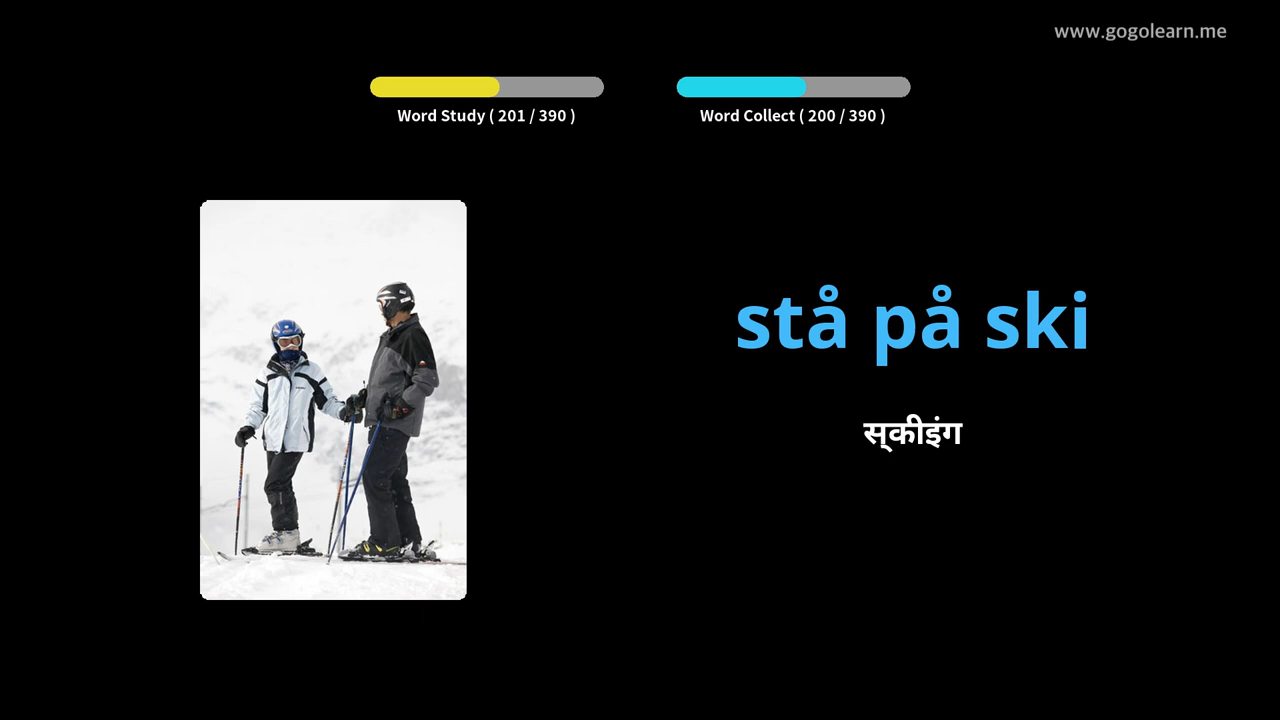 www.gogolearn.me
Word Study ( 201 / 390 )
Word Collect ( 200 / 390 )
stå på ski
स्कीइंग